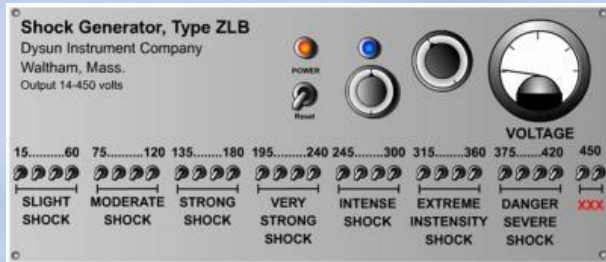 Shock Generator, Type ZLB
Dysun Instrument Company
Waltham, Mass.
Output 14-450 volts
POWER
Reset
VOLTAGE
15.........60 75.........120 135.........180 195.........240 245.........300 315.........360 375.........420 450
SLIGHT SHOCK
MODERATE SHOCK
STRONG SHOCK
VERY STRONG SHOCK
INTENSE SHOCK
EXTREME INSTENSITY SHOCK
DANGER SEVERE SHOCK
XXX